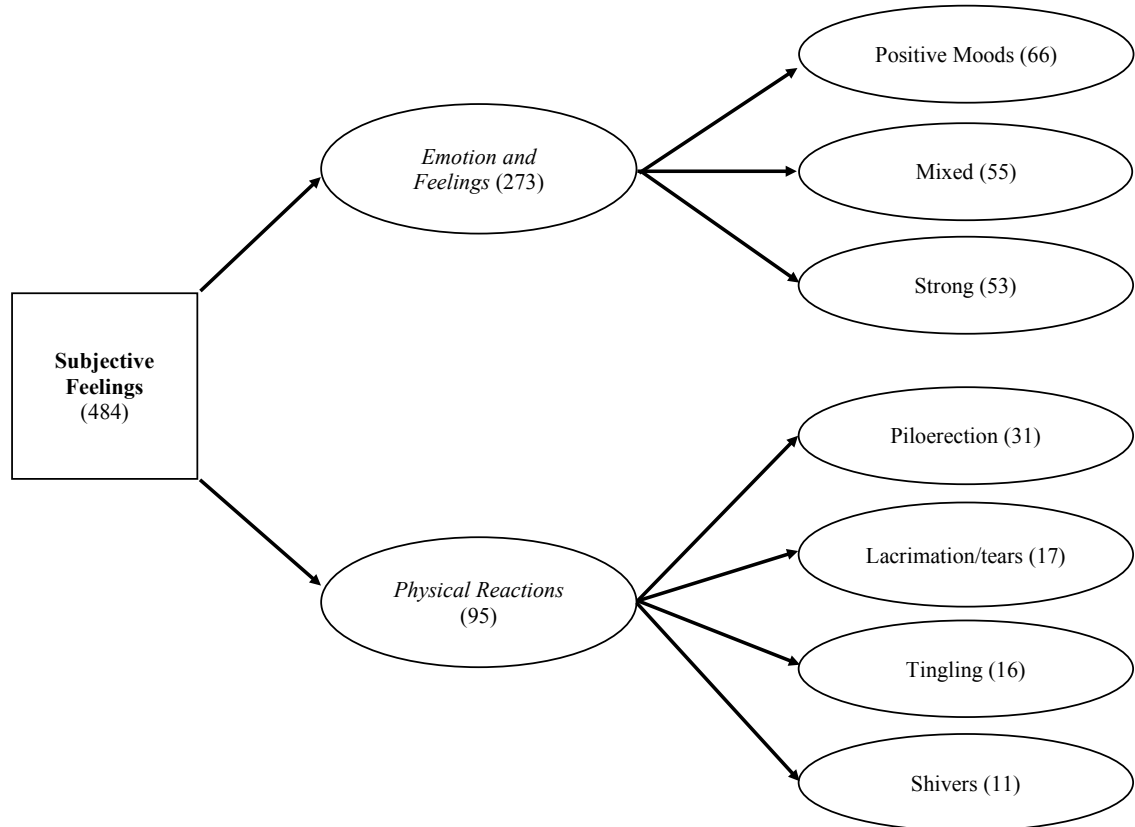 Positive Moods (66)
Emotion and
Feelings (273)
Mixed (55)
Strong (53)
Subjective
Feelings
(484)
Piloerection (31)
Lacrimation/tears (17)
Physical Reactions
(95)
Tingling (16)
Shivers (11)